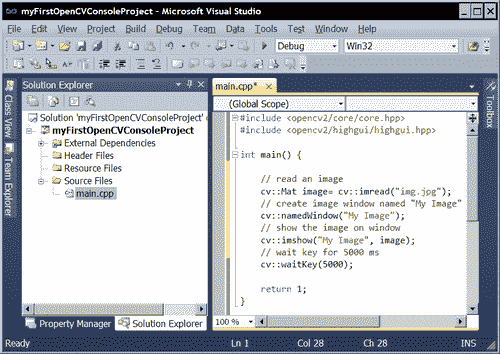 myFirstOpenCVConsoleProject - Microsoft Visual Studio
File Edit View Project Build Debug Team Data Tools Test Window Help
Debug Win32
Solution Explorer
Solution 'myFirstOpenCVConsoleProject' (
myFirstOpenCVConsoleProject
External Dependencies
Header Files
Resource Files
Source Files
main.cpp
Class View
Team Explorer
main.cpp*
(Global Scope)
#include <opencv2/core/core.hpp>
#include <opencv2/highgui/highgui.hpp>
int main() {
// read an image
cv::Mat image= cv::imread("img.jpg");
// create image window named "My Image"
cv::namedWindow("My Image");
// show the image on window
cv::imshow("My Image", image);
// wait key for 5000 ms
cv::waitKey(5000);
return 1;
}
100 %
Toolbox
Property Manager Solution Explorer
Ready Ln 1 Col 28 Ch 28 INS